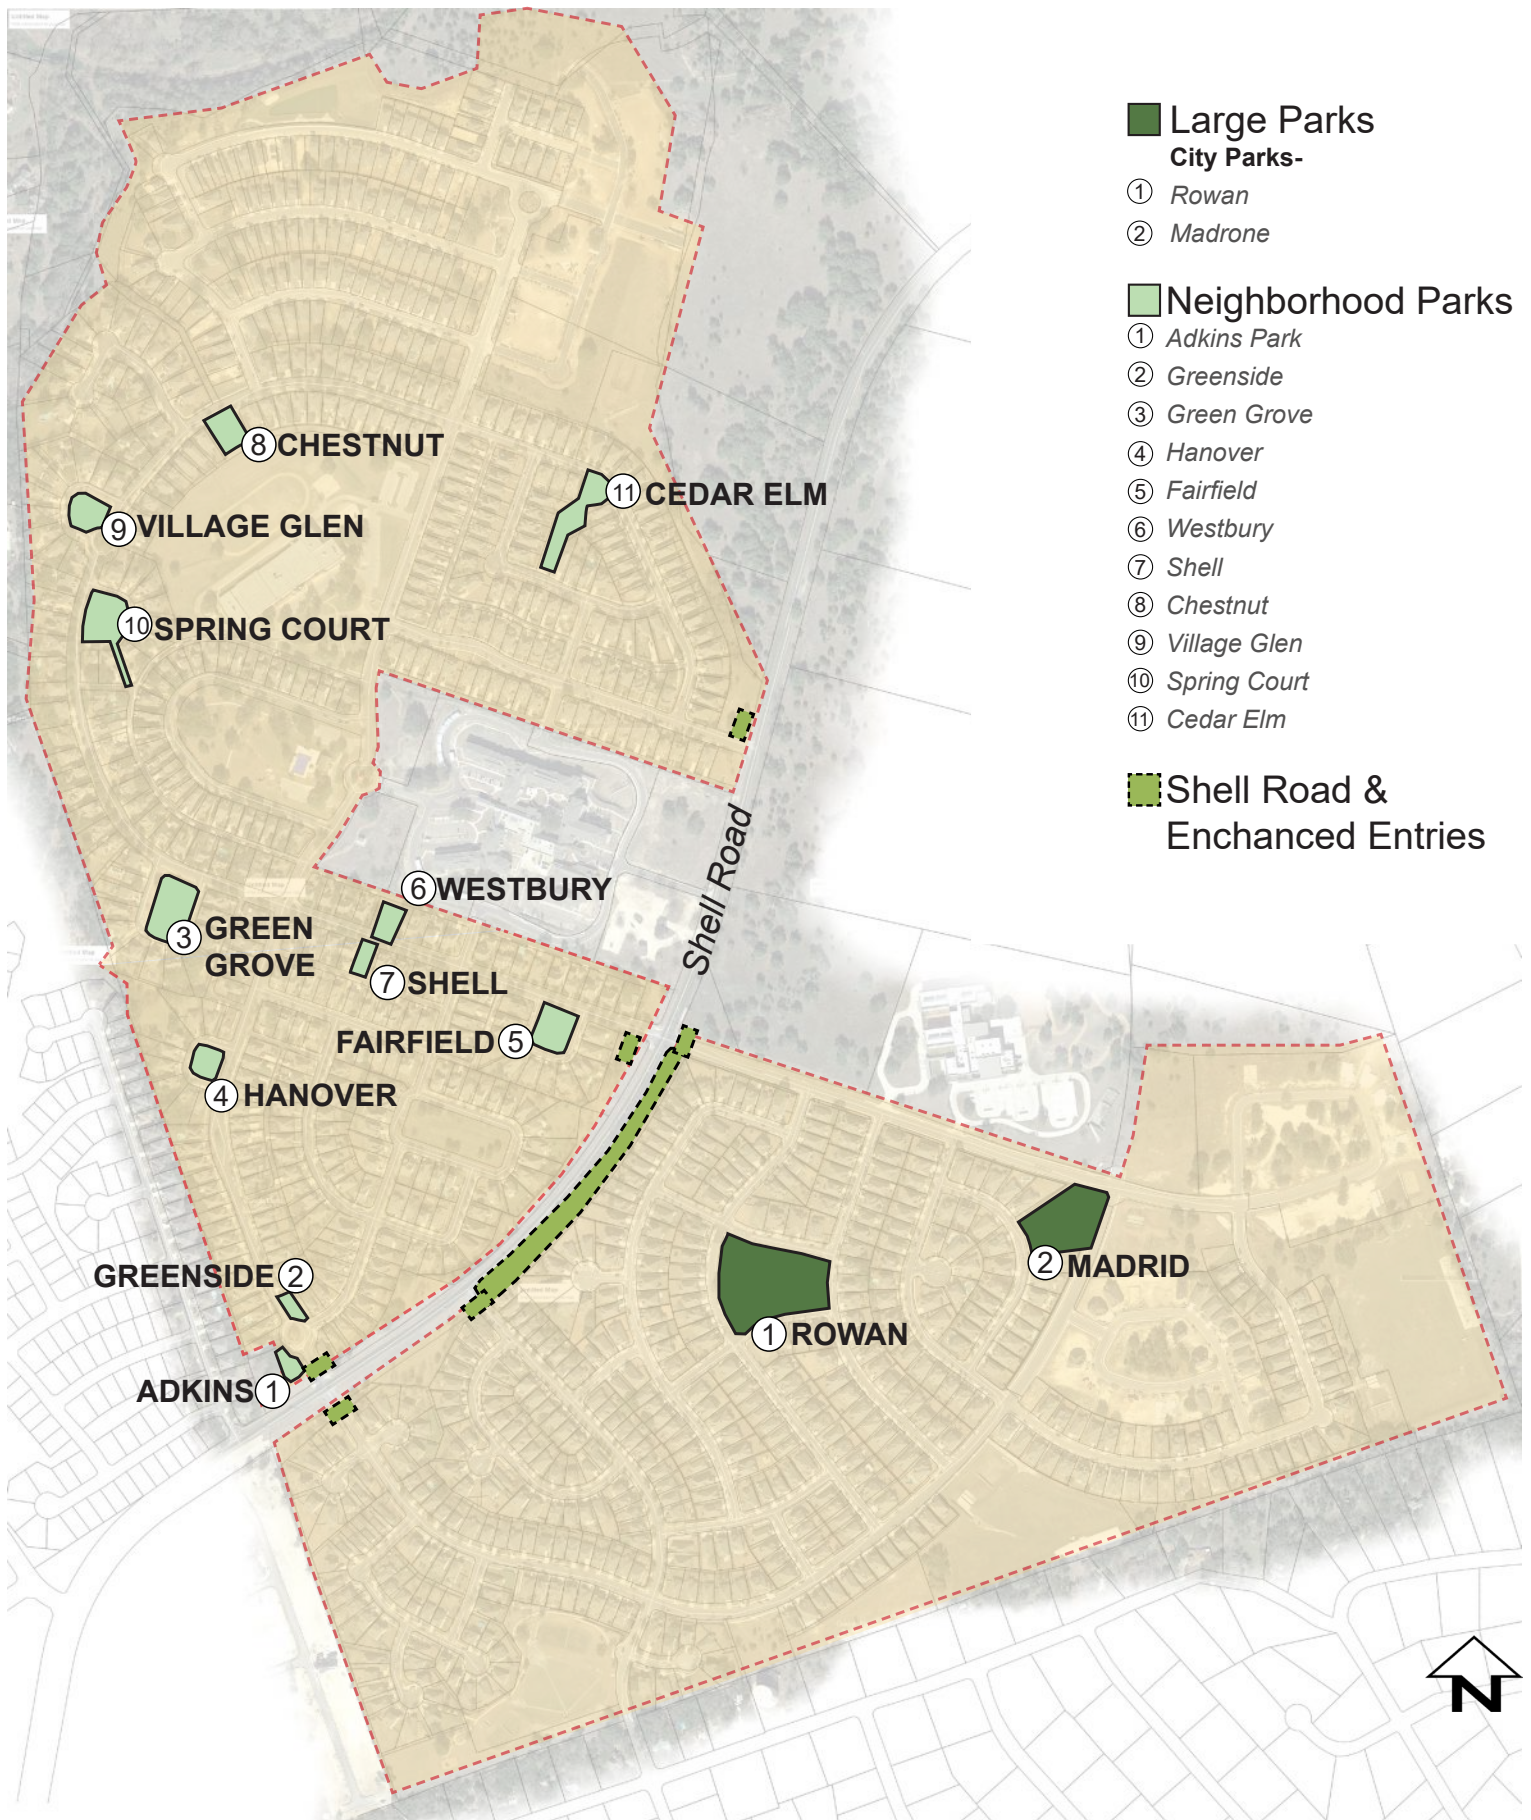 Large Parks
City Parks-
1 Rowan
2 Madrone
Neighborhood Parks
1 Adkins Park
2 Greenside
3 Green Grove
4 Hanover
5 Fairfield
6 Westbury
7 Shell
8 Chestnut
9 Village Glen
10 Spring Court
11 Cedar Elm
Shell Road &
Enchanced Entries
8 CHESTNUT
11 CEDAR ELM
9 VILLAGE GLEN
10 SPRING COURT
Shell Road
6 WESTBURY
3 GREEN
GROVE
7 SHELL
FAIRFIELD 5
4 HANOVER
GREENSIDE 2
2 MADRID
1 ROWAN
ADKINS 1
N